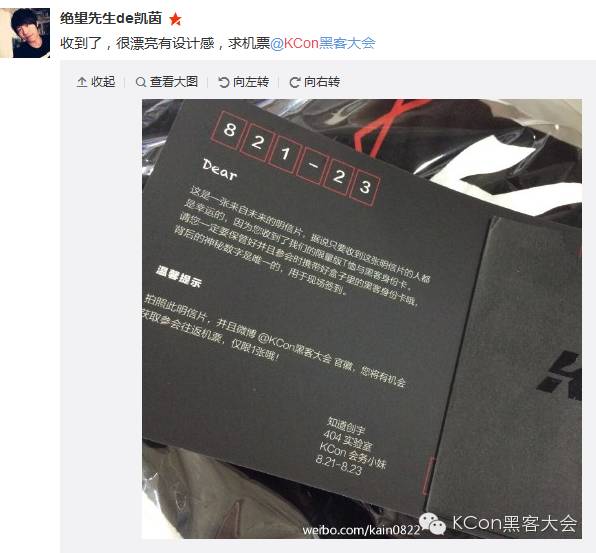 绝望先生de凯茵
收到了，很漂亮有设计感，求机票@KCon黑客大会
收起 查看大图 向左转 向右转
821-23
Dear
这是一张来自未来的明信片，据说只要收到这张明信片的人都
是幸运的，因为您收到了我们的限量版T恤与黑客身份卡。
请您一定要保管好并且参会时携带好盒子里的黑客身份卡哦，
背后的神秘数字是唯一的，用于现场签到。
温馨提示
拍照此明信片，并且微博 @KCon黑客大会 官徽，您将有机会
获取参会往返机票，仅限1张哦！
知道创宇
404 实验室
KCon 会务小妹
8.21-8.23
weibo.com/kain0822
KCon黑客大会